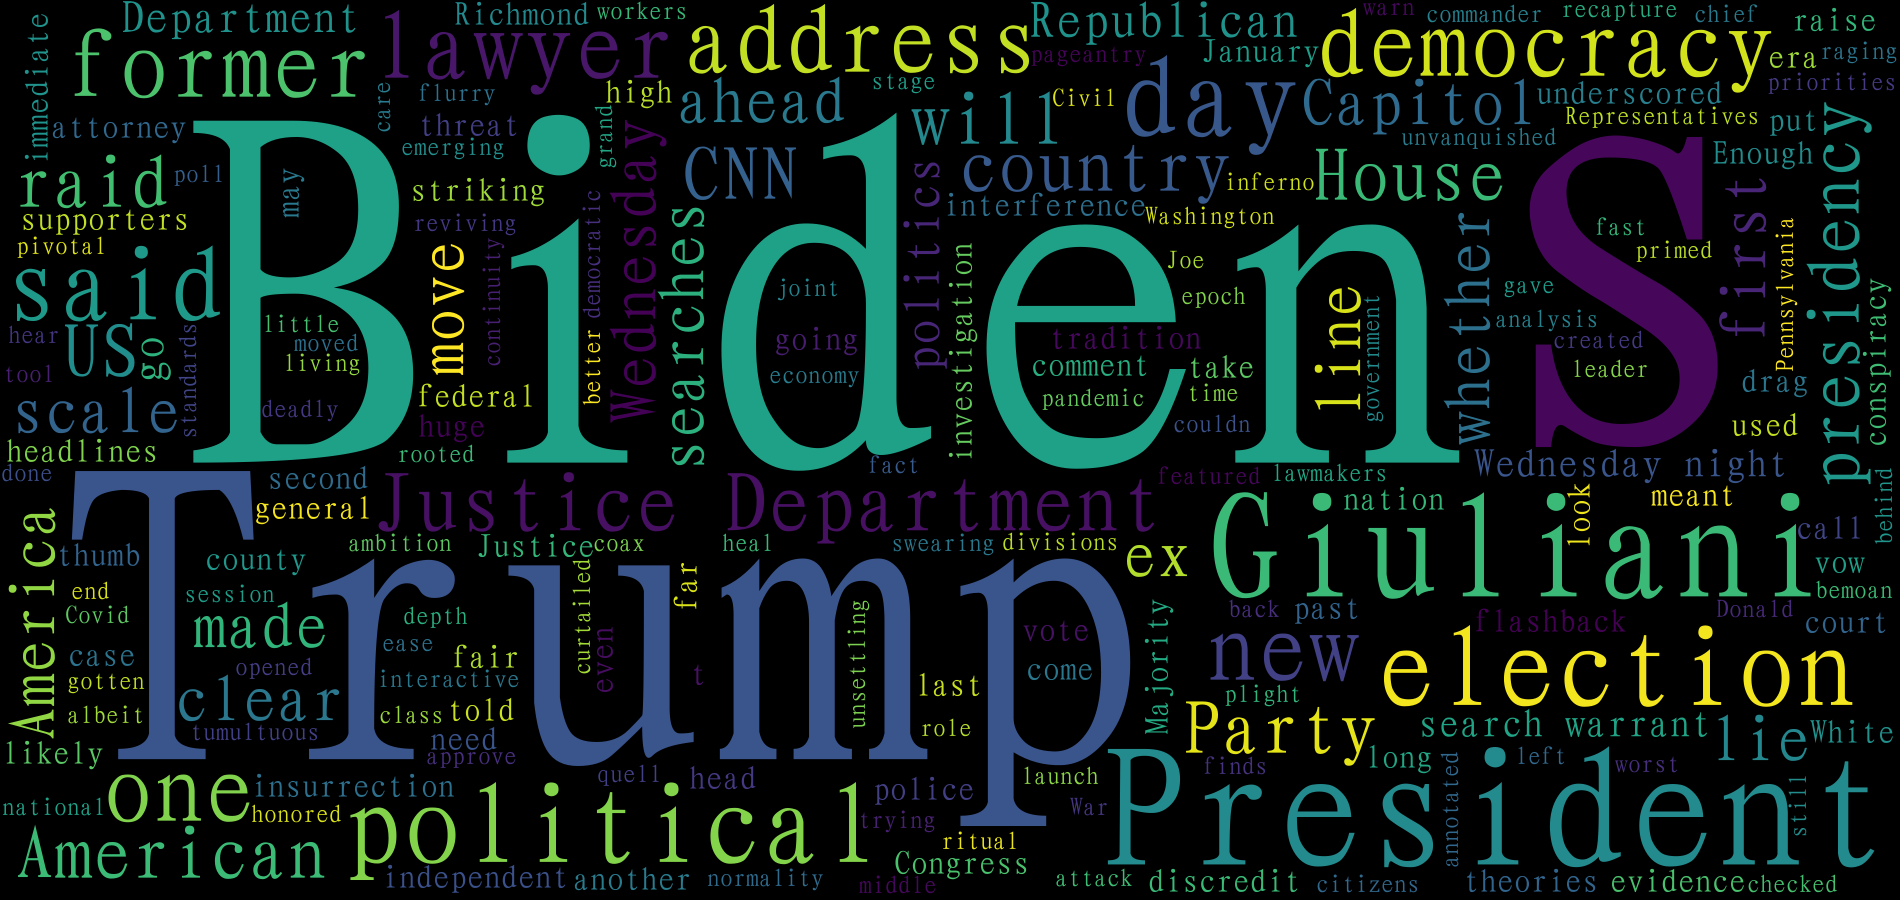 immediate
Department
Richmond
workers
Republican
warn
commander
recapture
chief
raise
former
lawyer
address
pageantry
January
democracy
era
raging
priorities
care
flurry
high
stage
Civil
day
Capitol
underscored
attorney
threat
grand
ahead
will
Representatives
put
emerging
unvanquished
raid
poll
may
Biden
striking
Wednesday
CNN
politics
country
inferno
House
S
Enough
supporters
reviving
democratic
interference
Washington
first
presidency
pivotal
said
move
continuity
searches
investigation
Joe
whether
fast
primed
Pennsylvania
hear
US
go
standards
little
moved
living
joint
going
economy
epoch
tradition
comment
take
pandemic
time
line
government
gave
analysis
created
leader
conspiracy
tool
scale
deadly
federal
better
huge
couldn
drag
used
headlines
rooted
fact
featured
lawmakers
Wednesday night
done
second
general
Justice Department
Giuliani
nation
look
meant
behind
America
thumb
county
ambition
Justice
coax
heal
swearing
divisions
ex
call
vow
bemoan
end
Covid
session
made
Trump
depth
curtailed
far
even
unsettling
vote
Majority
back
past
flashback
Donald
court
case
opened
ease
fair
t
come
new
election
gotten
clear
interactive
last
plight
albeit
tumultuous
class
told
role
Party
search warrant
lie
White
likely
need
approve
quell
head
launch
long
finds
annotated
left
worst
still
one
insurrection
police
War
President
national
honored
political
trying
American
ritual
Congress
independent
another
normality
middle
attack
discredit
citizens
theories
evidence
checked